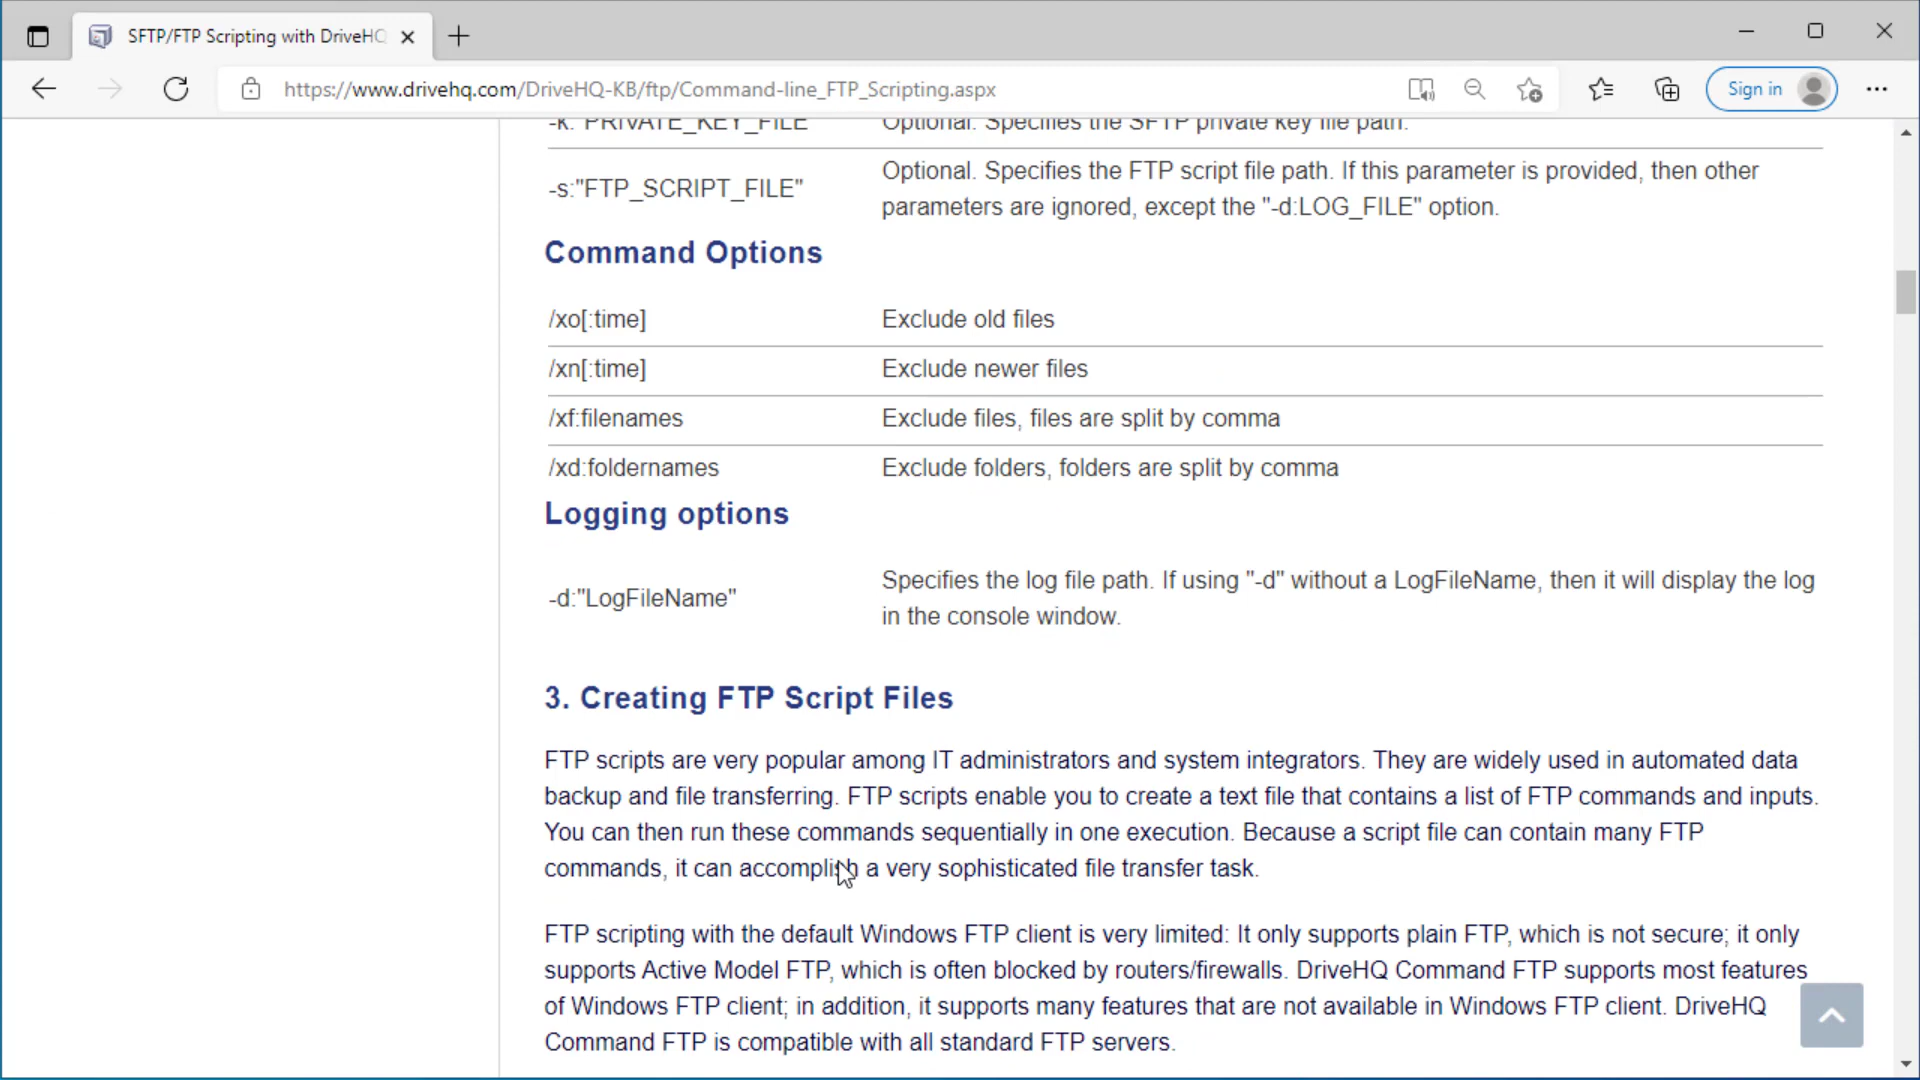 SFTP/FTP Scripting with DriveHQ
https://www.drivehq.com/DriveHQ-KB/ftp/Command-line_FTP_Scripting.aspx
Sign in
-k:"PRIVATE_KEY_FILE" Optional. Specifies the SFTP private key file path.
-s:"FTP_SCRIPT_FILE" Optional. Specifies the FTP script file path. If this parameter is provided, then other
parameters are ignored, except the "-d:LOG_FILE" option.
Command Options
/xo[:time] Exclude old files
/xn[:time] Exclude newer files
/xf:filenames Exclude files, files are split by comma
/xd:foldernames Exclude folders, folders are split by comma
Logging options
-d:"LogFileName" Specifies the log file path. If using "-d" without a LogFileName, then it will display the log
in the console window.
3. Creating FTP Script Files
FTP scripts are very popular among IT administrators and system integrators. They are widely used in automated data
backup and file transferring. FTP scripts enable you to create a text file that contains a list of FTP commands and inputs.
You can then run these commands sequentially in one execution. Because a script file can contain many FTP
commands, it can accomplish a very sophisticated file transfer task.
FTP scripting with the default Windows FTP client is very limited: It only supports plain FTP, which is not secure; it only
supports Active Model FTP, which is often blocked by routers/firewalls. DriveHQ Command FTP supports most features
of Windows FTP client; in addition, it supports many features that are not available in Windows FTP client. DriveHQ
Command FTP is compatible with all standard FTP servers.